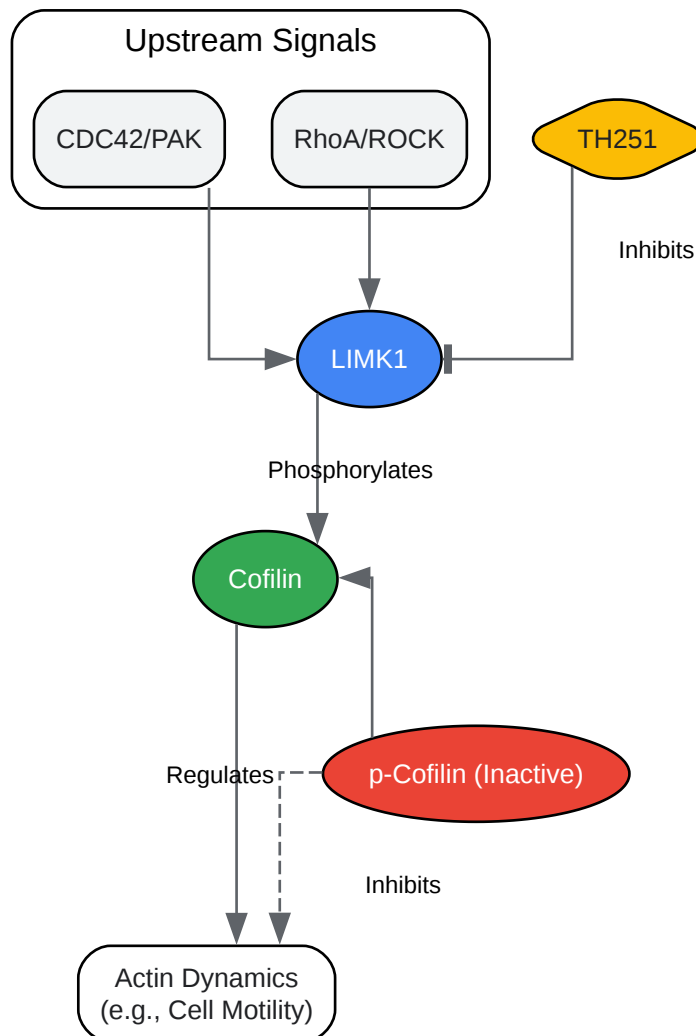 Upstream Signals
CDC42/PAK
RhoA/ROCK
TH251
Inhibits
LIMK1
Phosphorylates
Cofilin
Regulates
p-Cofilin (Inactive)
Inhibits
Actin Dynamics
(e.g., Cell Motility)